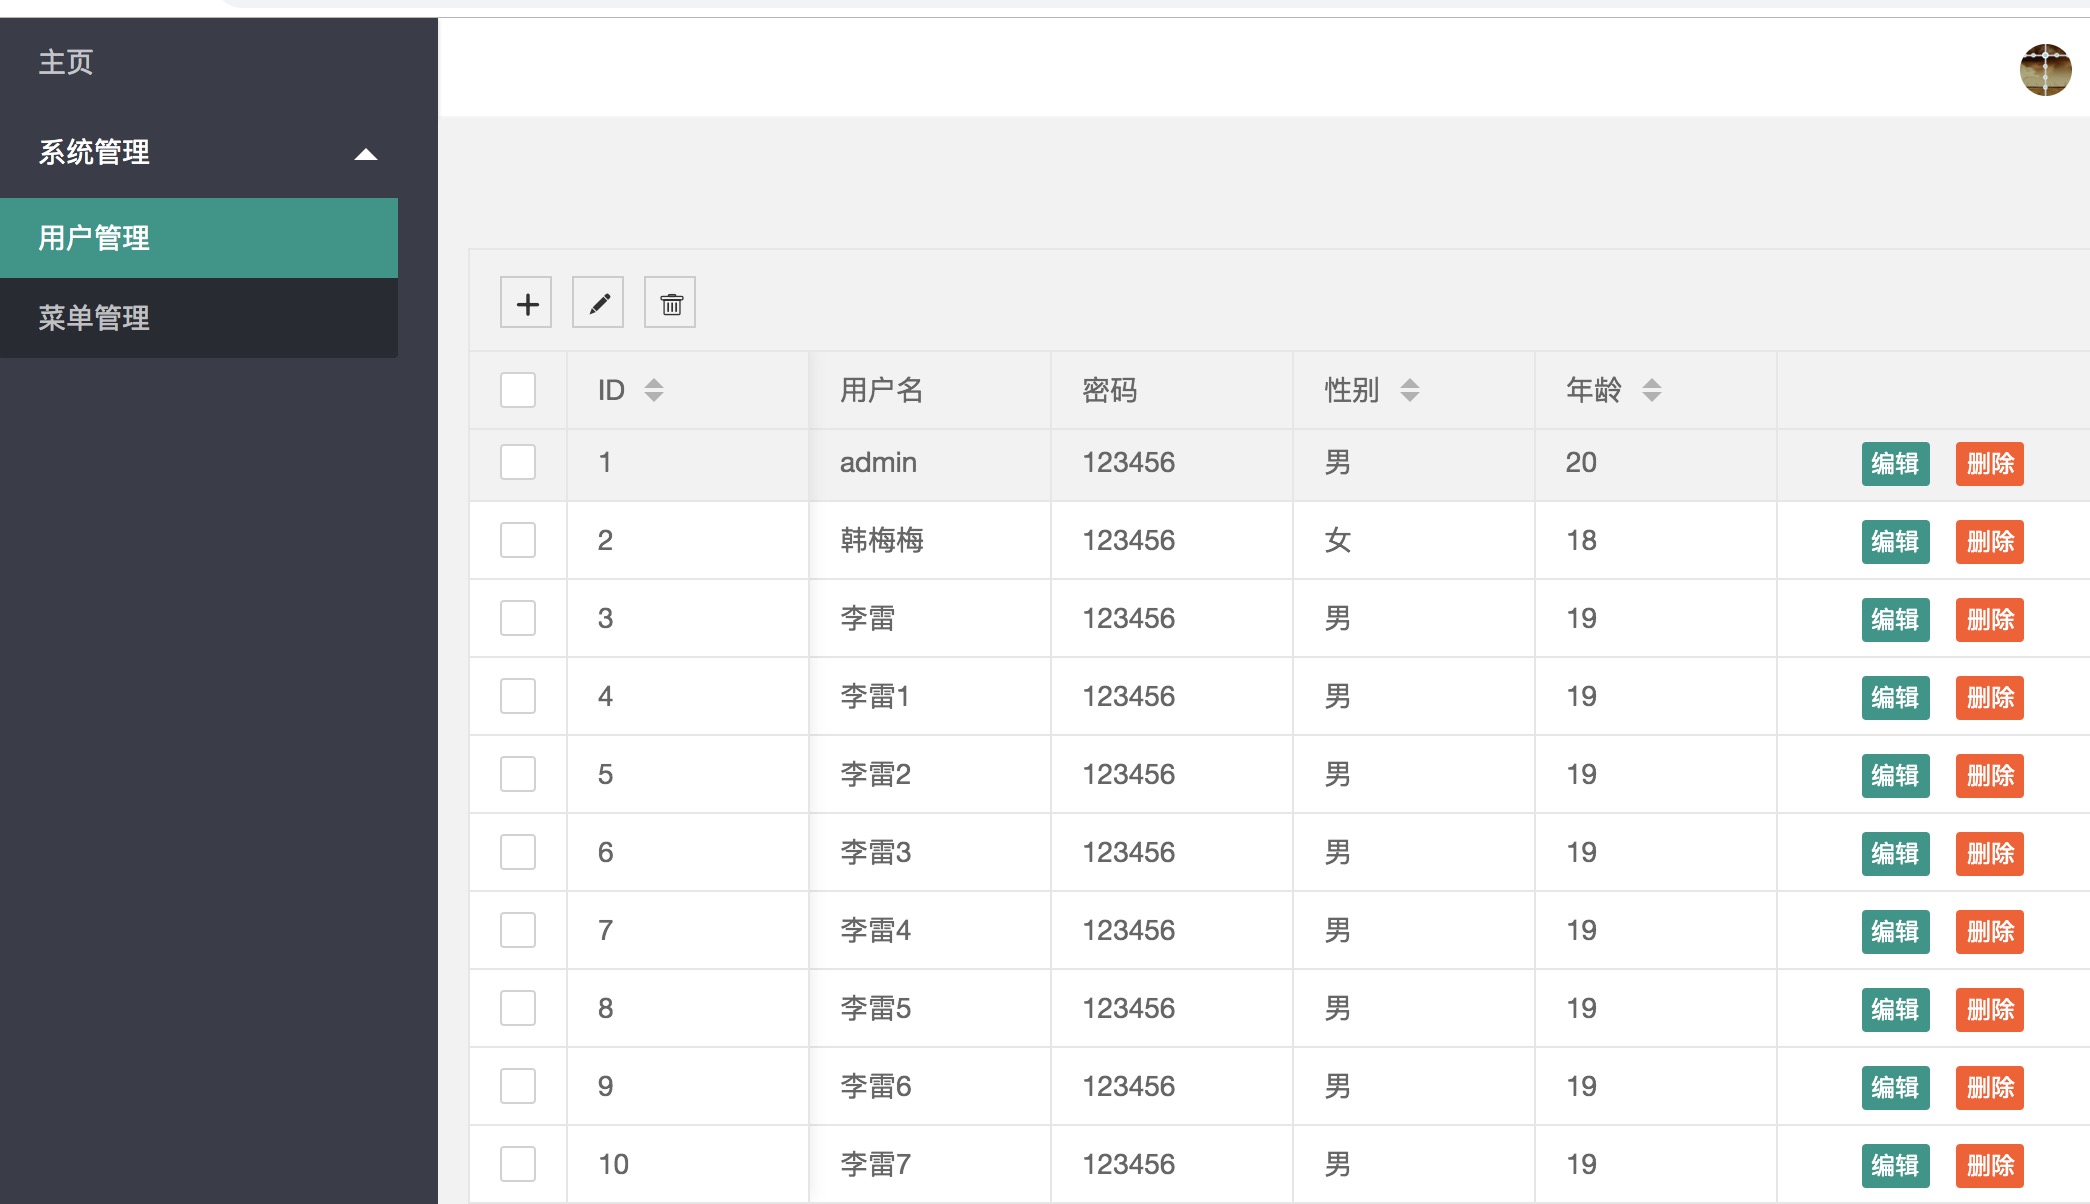 主页
系统管理
用户管理
菜单管理
ID 用户名 密码 性别 年龄
1 admin 123456 男 20 编辑 删除
2 韩梅梅 123456 女 18 编辑 删除
3 李雷 123456 男 19 编辑 删除
4 李雷1 123456 男 19 编辑 删除
5 李雷2 123456 男 19 编辑 删除
6 李雷3 123456 男 19 编辑 删除
7 李雷4 123456 男 19 编辑 删除
8 李雷5 123456 男 19 编辑 删除
9 李雷6 123456 男 19 编辑 删除
10 李雷7 123456 男 19 编辑 删除